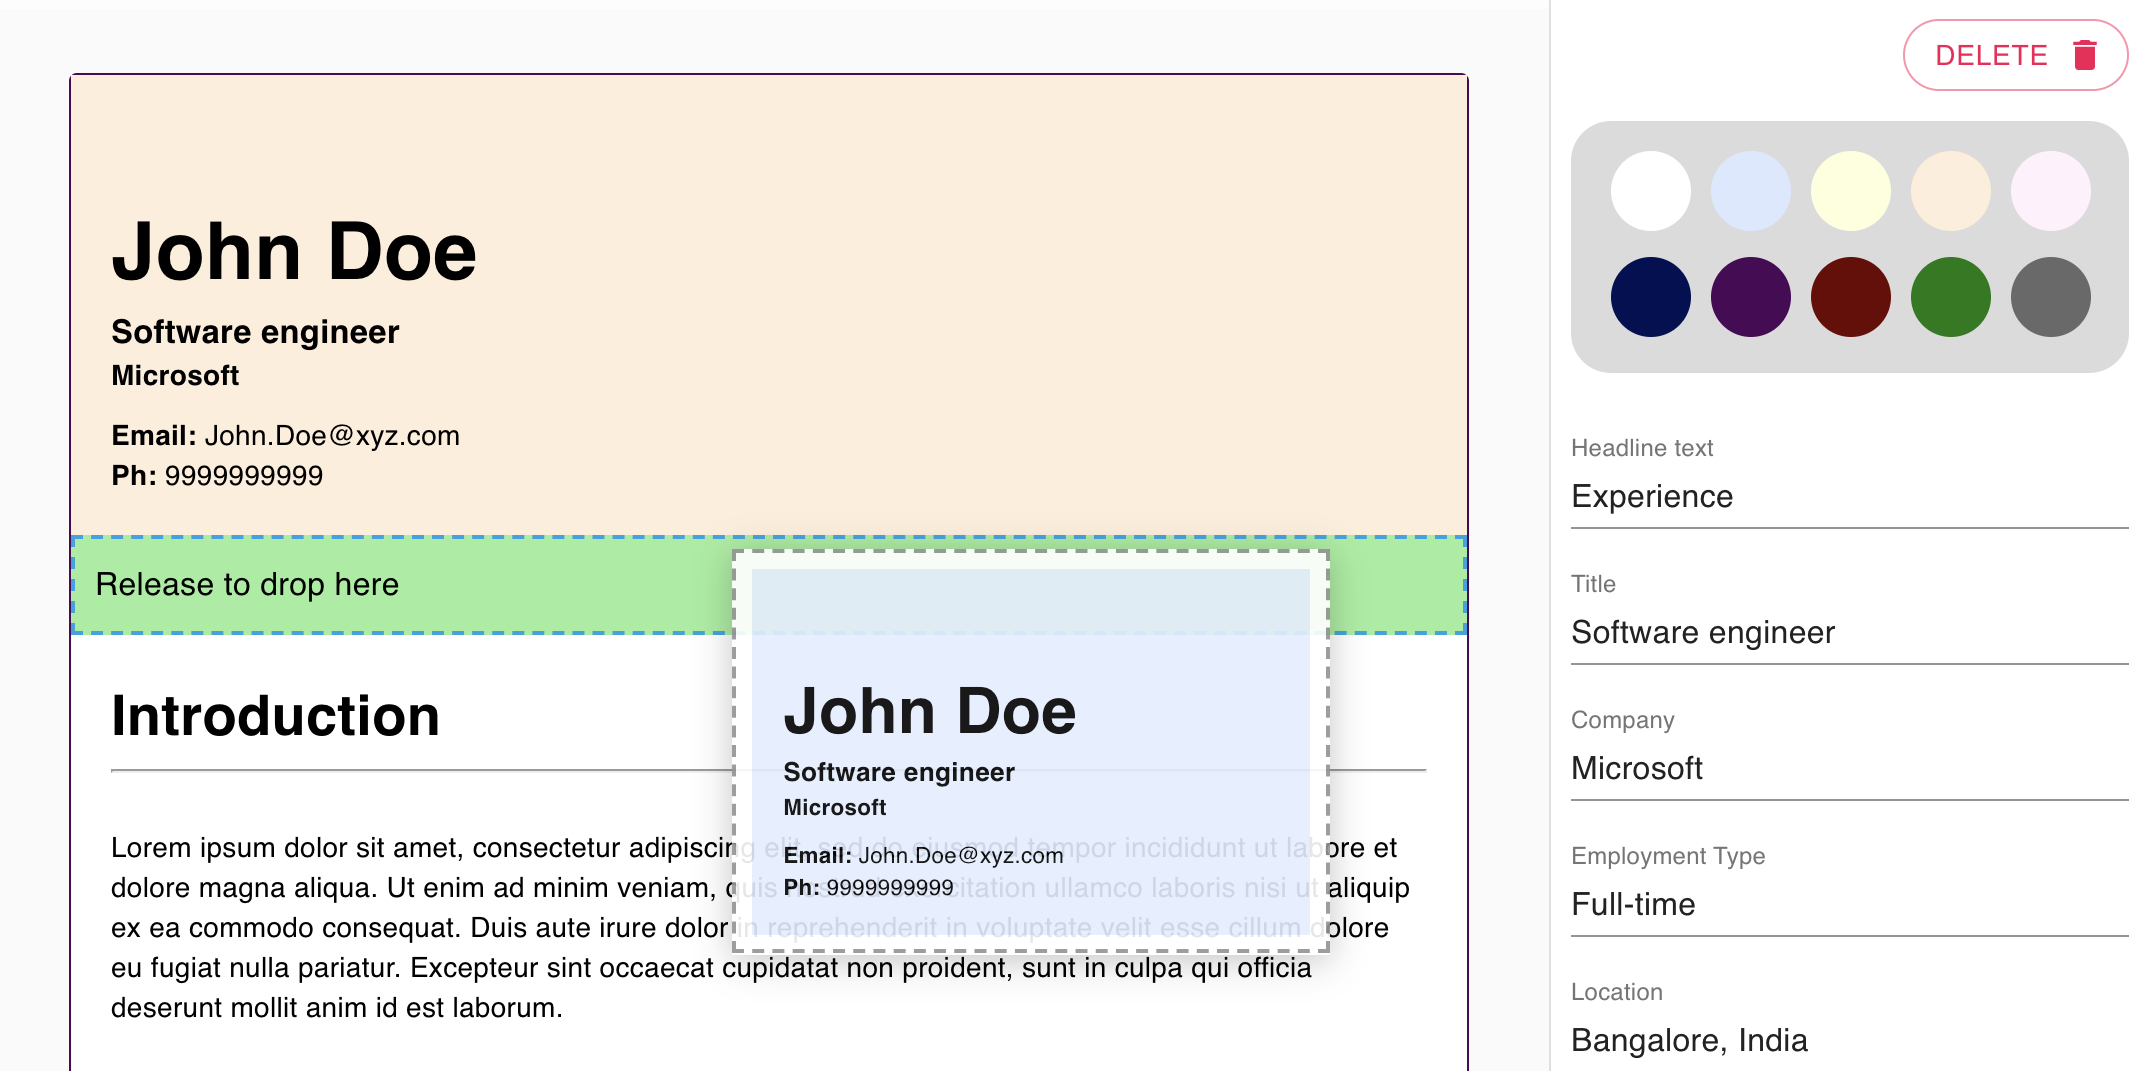 John Doe
Software engineer
Microsoft
Email: John.Doe@xyz.com
Ph: 9999999999
Release to drop here
Introduction
Lorem ipsum dolor sit amet, consectetur adipiscing elit, sed do eiusmod tempor incididunt ut labore et
dolore magna aliqua. Ut enim ad minim veniam, quis nostrud exercitation ullamco laboris nisi ut aliquip
ex ea commodo consequat. Duis aute irure dolor in reprehenderit in voluptate velit esse cillum dolore
eu fugiat nulla pariatur. Excepteur sint occaecat cupidatat non proident, sunt in culpa qui officia
deserunt mollit anim id est laborum.
John Doe
Software engineer
Microsoft
Email: John.Doe@xyz.com
Ph: 9999999999
DELETE
Headline text
Experience
Title
Software engineer
Company
Microsoft
Employment Type
Full-time
Location
Bangalore, India